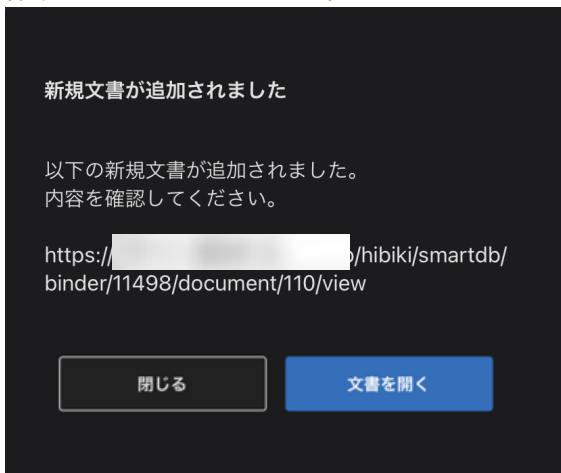 新規文書が追加されました
以下の新規文書が追加されました。
内容を確認してください。
https:// /hibiki/smartdb/
binder/11498/document/110/view
閉じる
文書を開く